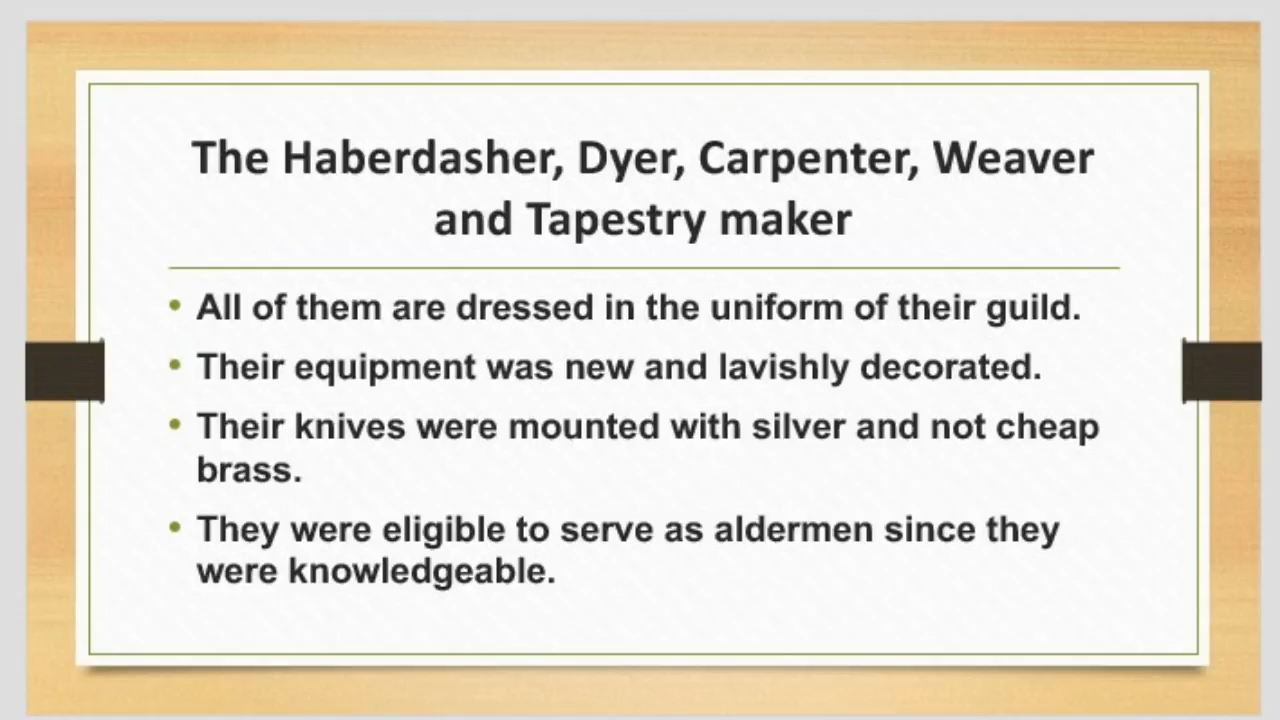 The Haberdasher, Dyer, Carpenter, Weaver
and Tapestry maker
• All of them are dressed in the uniform of their guild.
• Their equipment was new and lavishly decorated.
• Their knives were mounted with silver and not cheap
brass.
• They were eligible to serve as aldermen since they
were knowledgeable.